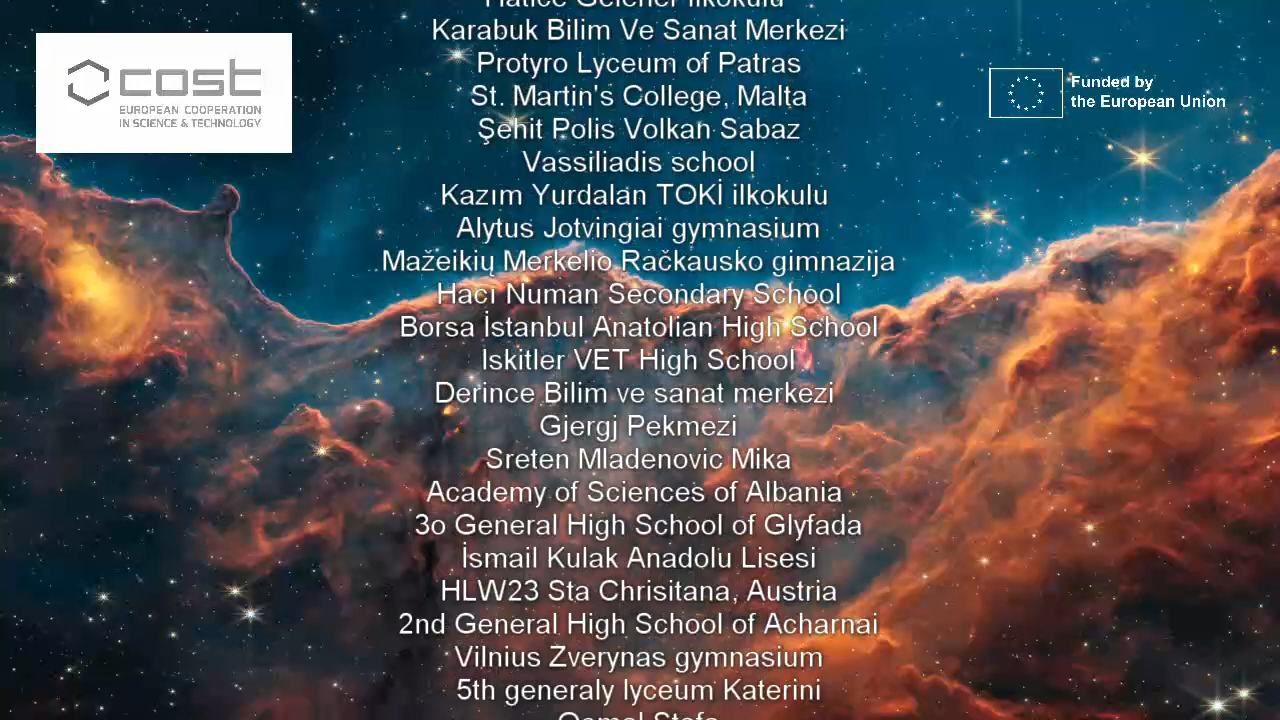 Hatice Gelener ilkokulu
Karabuk Bilim Ve Sanat Merkezi
Protyro Lyceum of Patras
St. Martin's College, Malta
Şehit Polis Volkan Sabaz
Vassiliadis school
Kazım Yurdalan TOKİ ilkokulu
Alytus Jotvingiai gymnasium
Mažeikių Merkelio Račkausko gimnazija
Hacı Numan Secondary School
Borsa İstanbul Anatolian High School
Iskitler VET High School
Derince Bilim ve sanat merkezi
Gjergj Pekmezi
Sreten Mladenovic Mika
Academy of Sciences of Albania
3o General High School of Glyfada
İsmail Kulak Anadolu Lisesi
HLW23 Sta Chrisitana, Austria
2nd General High School of Acharnai
Vilnius Zverynas gymnasium
5th generaly lyceum Katerini
Qemal Stafa
cost
EUROPEAN COOPERATION
IN SCIENCE & TECHNOLOGY
Funded by
the European Union